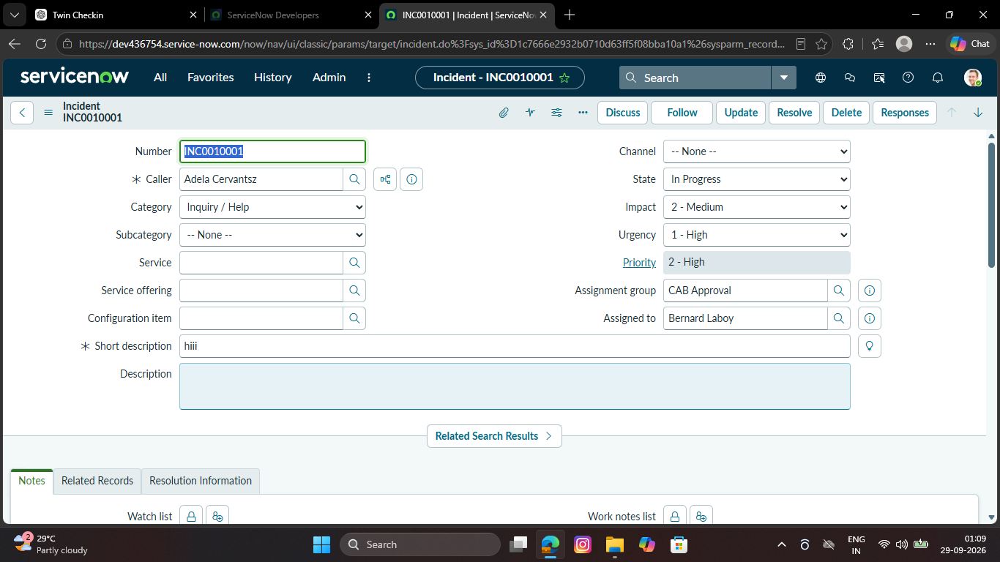 Twin Checkin
ServiceNow Developers
INC0010001 | Incident | ServiceNo
https://dev436754.service-now.com/now/nav/ui/classic/params/target/incident.do%3Fsys_id%3D1c7666e2932b0710d63ff5f08bba10a1%26sysparm_record...
Chat
servicenow
All
Favorites
History
Admin
Incident - INC0010001
Search
Incident
INC0010001
Discuss
Follow
Update
Resolve
Delete
Responses
Number
INC0010001
Channel
-- None --
Caller
Adela Cervantsz
State
In Progress
Category
Inquiry / Help
Impact
2 - Medium
Subcategory
-- None --
Urgency
1 - High
Service
Priority
2 - High
Service offering
Assignment group
CAB Approval
Configuration item
Assigned to
Bernard Laboy
Short description
hiii
Description
Related Search Results
Notes
Related Records
Resolution Information
Watch list
Work notes list
2
29°C
Partly cloudy
Search
ENG
IN
01:09
29-09-2026